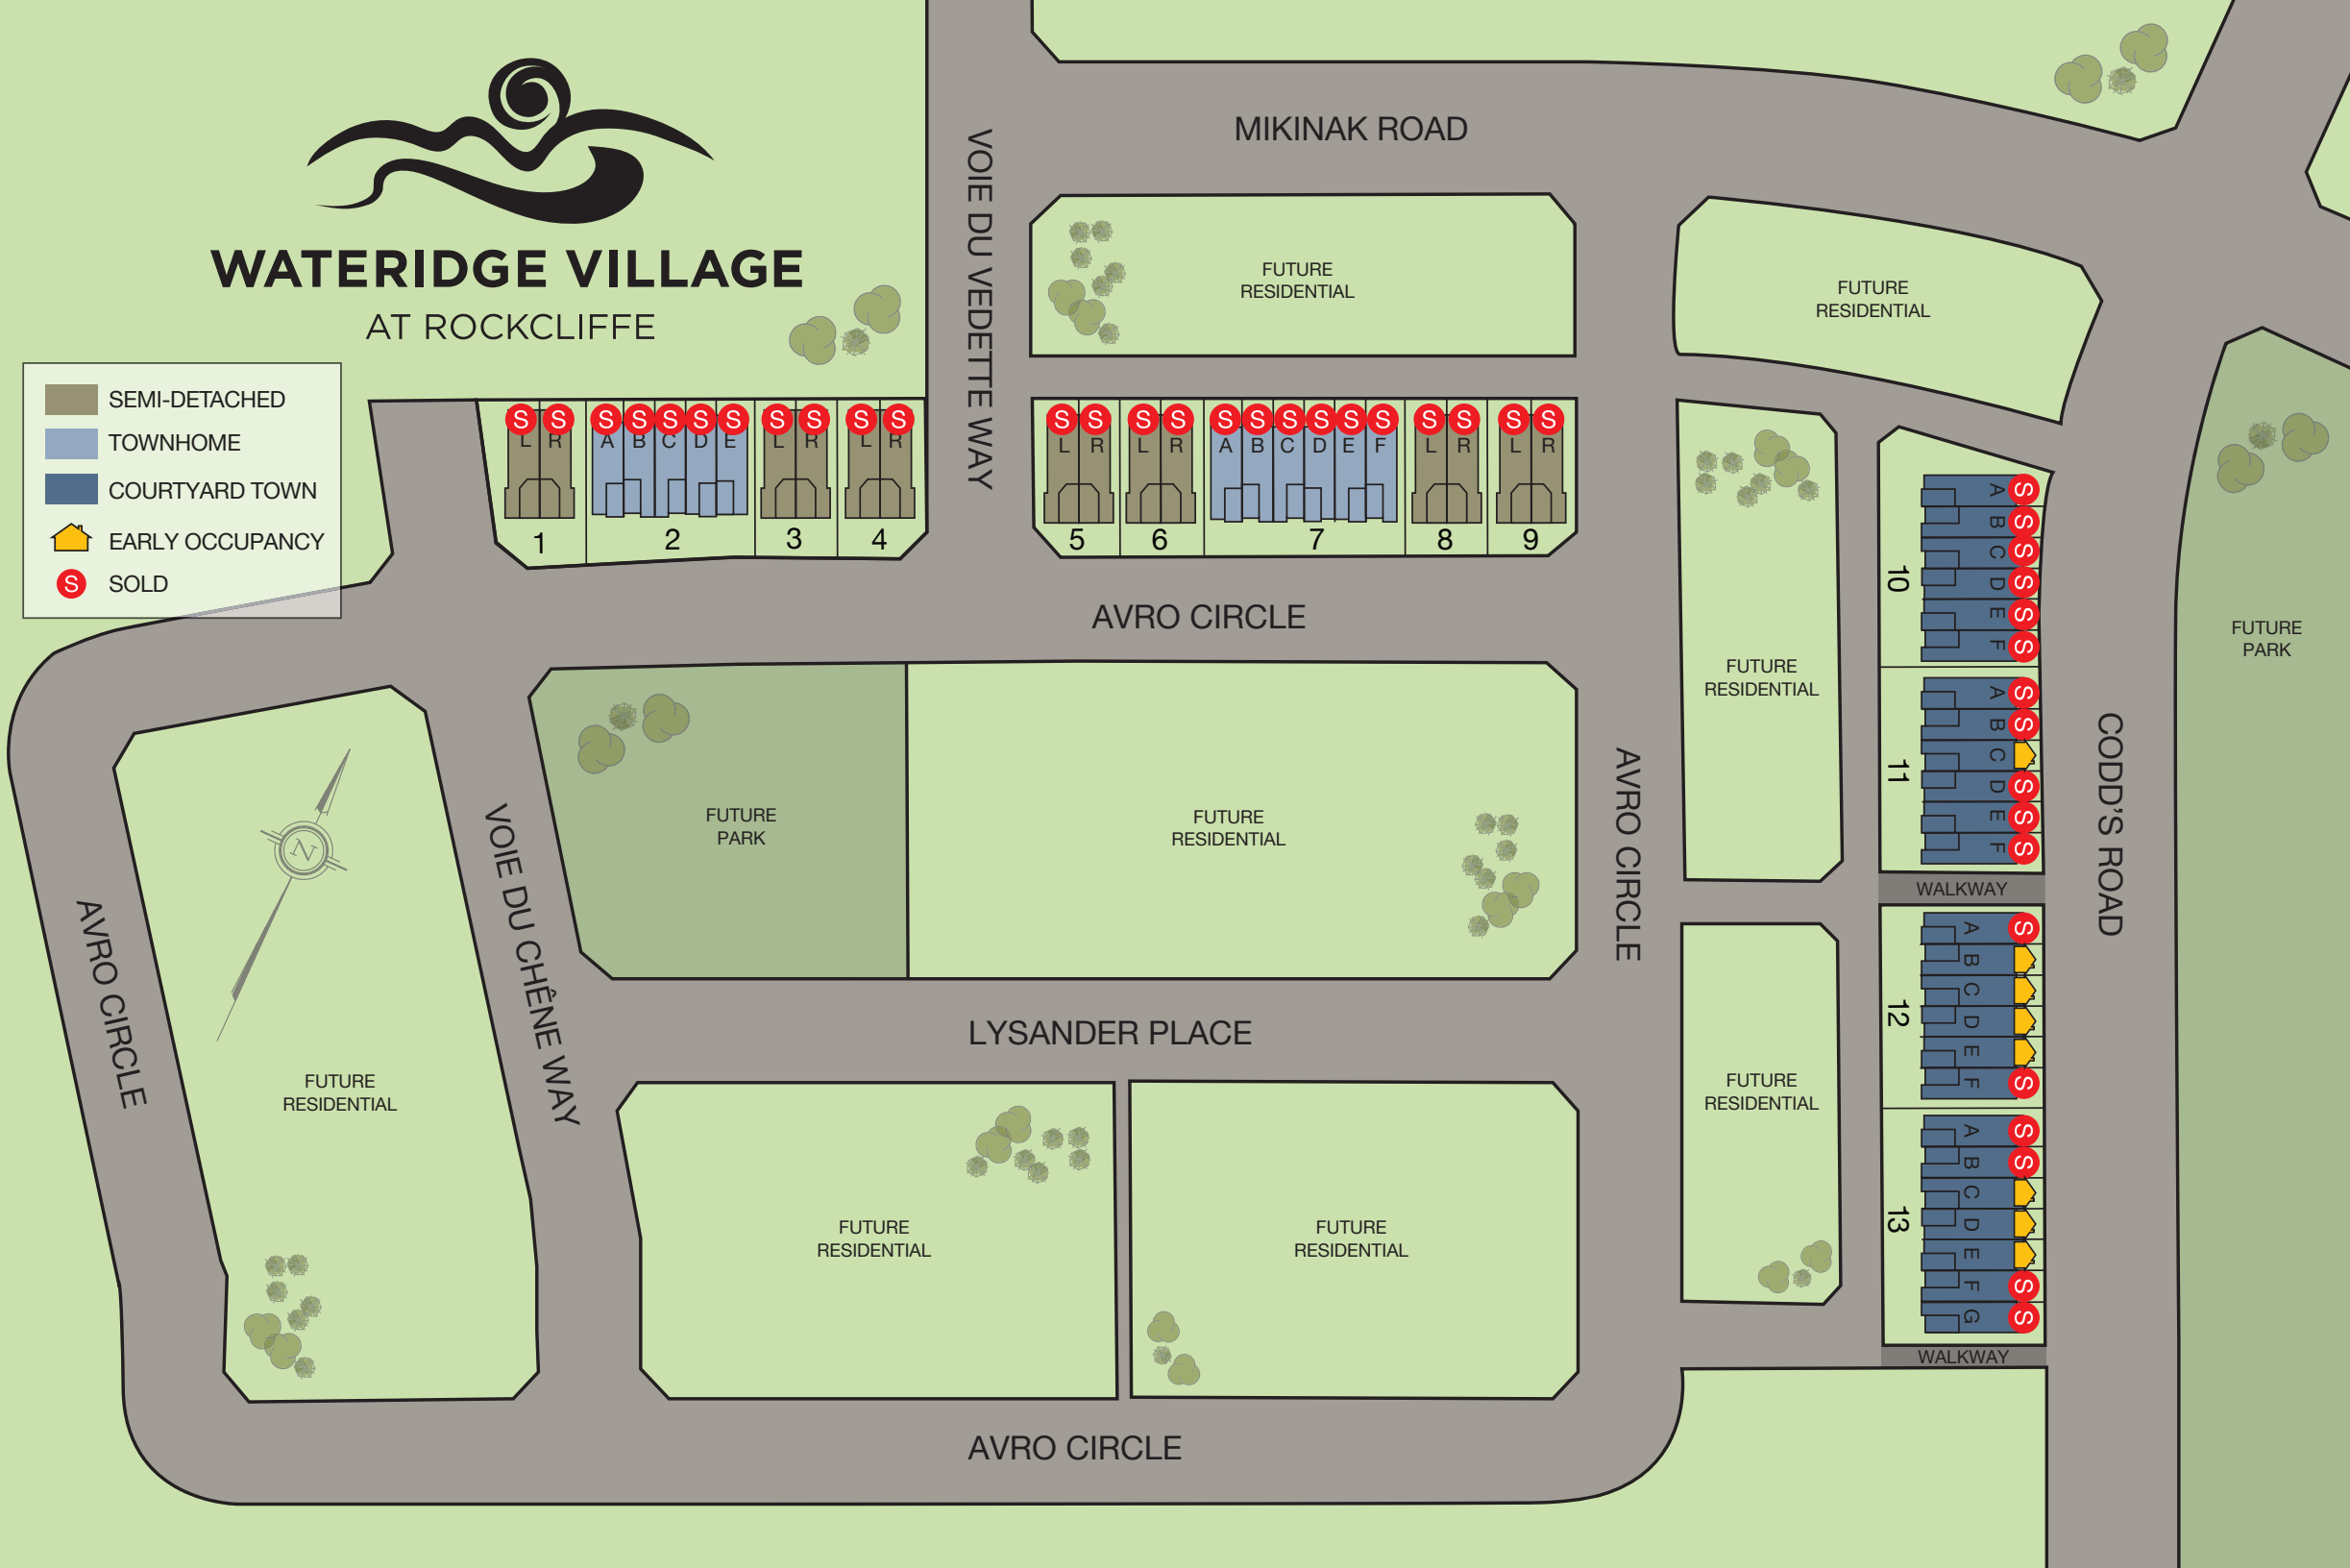 WATERIDGE VILLAGE
AT ROCKCLIFFE
SEMI-DETACHED
TOWNHOME
COURTYARD TOWN
EARLY OCCUPANCY
S SOLD
MIKINAK ROAD
VOIE DU VEDETTE WAY
FUTURE
RESIDENTIAL
FUTURE
RESIDENTIAL
S S S S S S S S S S S
L R A B C D E L R L R
1 2 3 4
S S S S S S S S S S S S S S
L R L R A B C D E F L R L R
5 6 7 8 9
AVRO CIRCLE
FUTURE
RESIDENTIAL
A S
B S
C S
D S
E S
F S
10
A S
B S
C
D S
E S
F S
11
WALKWAY
FUTURE
PARK
CODD'S ROAD
FUTURE
PARK
FUTURE
RESIDENTIAL
AVRO CIRCLE
N
VOIE DU CHÊNE WAY
AVRO CIRCLE
FUTURE
RESIDENTIAL
LYSANDER PLACE
A S
B
C
D
E
F S
12
FUTURE
RESIDENTIAL
A S
B S
C
D
E
F S
G S
13
WALKWAY
FUTURE
RESIDENTIAL
FUTURE
RESIDENTIAL
AVRO CIRCLE